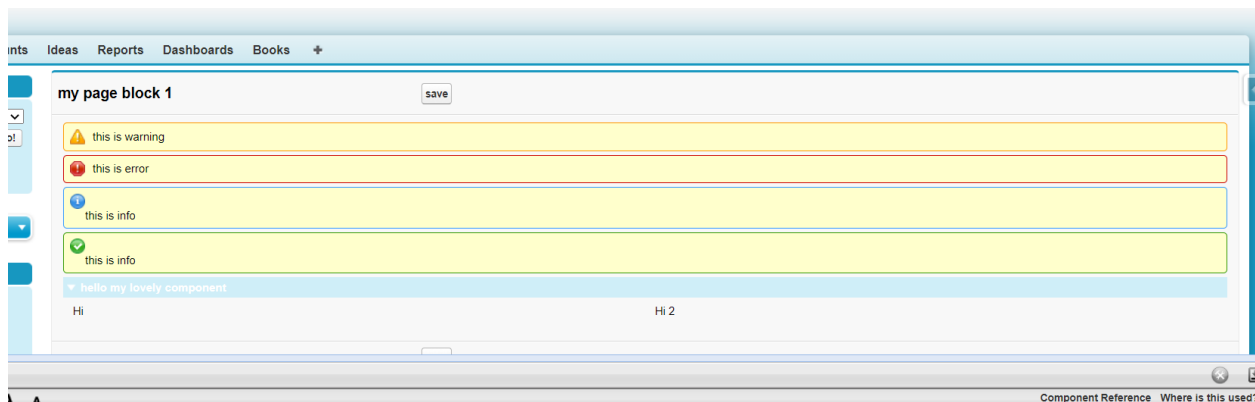 Ideas Reports Dashboards Books
my page block 1 save
this is warning
this is error
this is info
this is info
hello my lovely component
Hi Hi 2
Component Reference Where is this used?